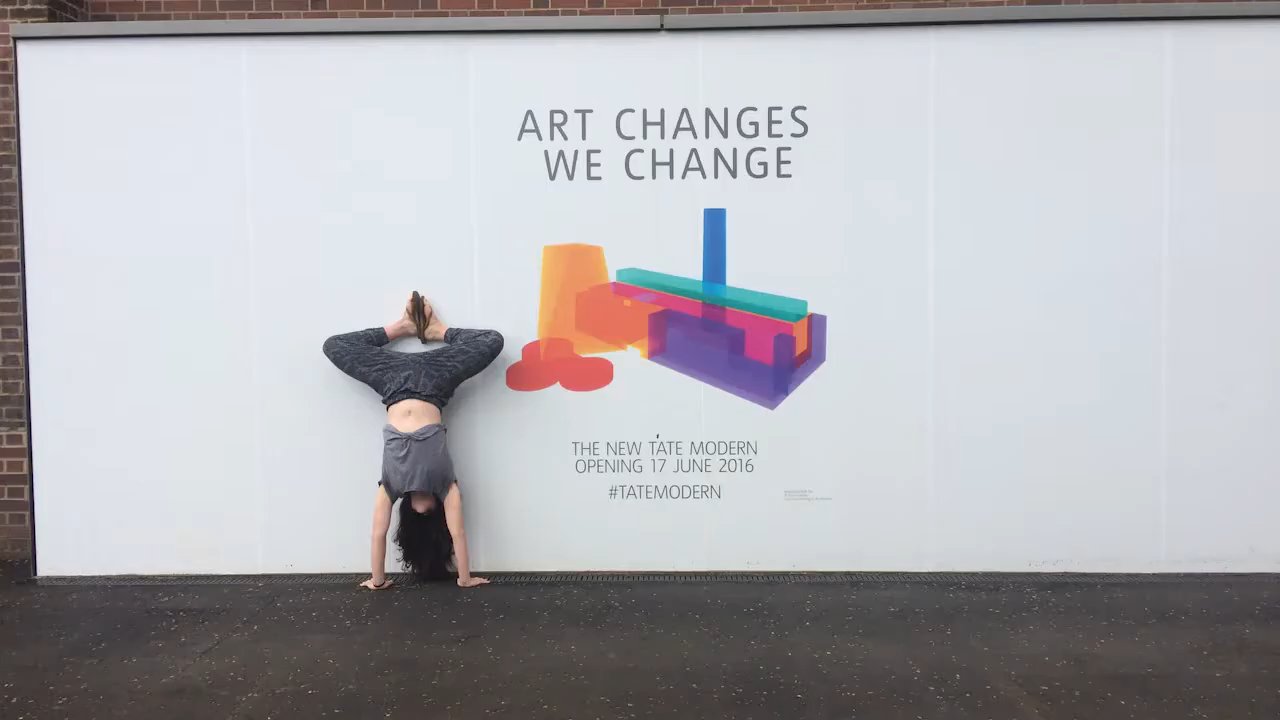 ART CHANGES
WE CHANGE
THE NEW TATE MODERN
OPENING 17 JUNE 2016
#TATEMODERN